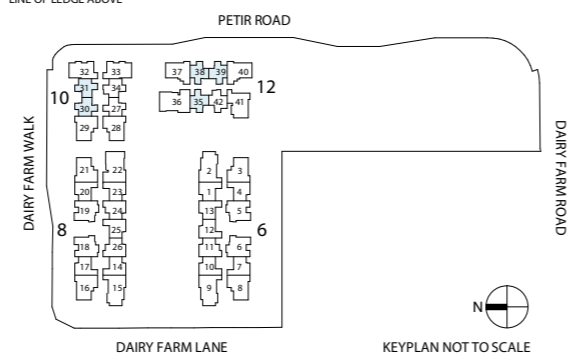 LINE OF LEDGE ABOVE
PETIR ROAD
32 33 37 38 39 40
31 34
10 12
30 27 36 35 42 41
29 28
DAIRY FARM WALK
DAIRY FARM ROAD
21 22 2 3
20 23 1 4
19 24 13 5
8 25 12 6
18 26 11 6
17 14 10 7
16 15 9 8
N
DAIRY FARM LANE KEYPLAN NOT TO SCALE